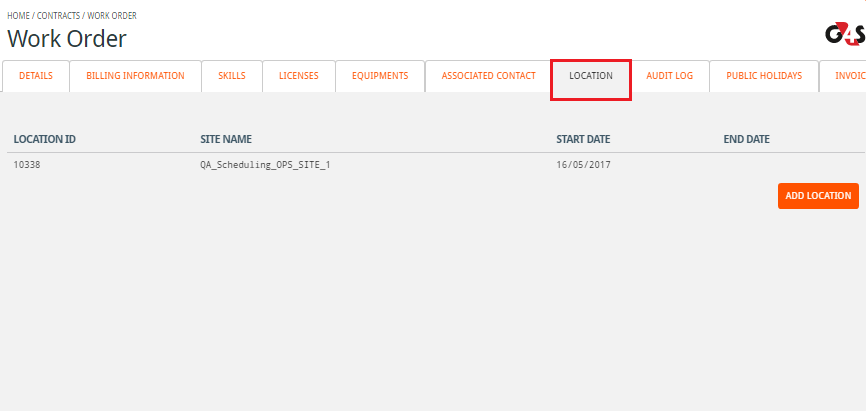 HOME / CONTRACTS / WORK ORDER
Work Order
G4S
DETAILS BILLING INFORMATION SKILLS LICENSES EQUIPMENTS ASSOCIATED CONTACT LOCATION AUDIT LOG PUBLIC HOLIDAYS INVOIC
LOCATION ID SITE NAME START DATE END DATE
10338 QA_Scheduling_OPS_SITE_1 16/05/2017
ADD LOCATION